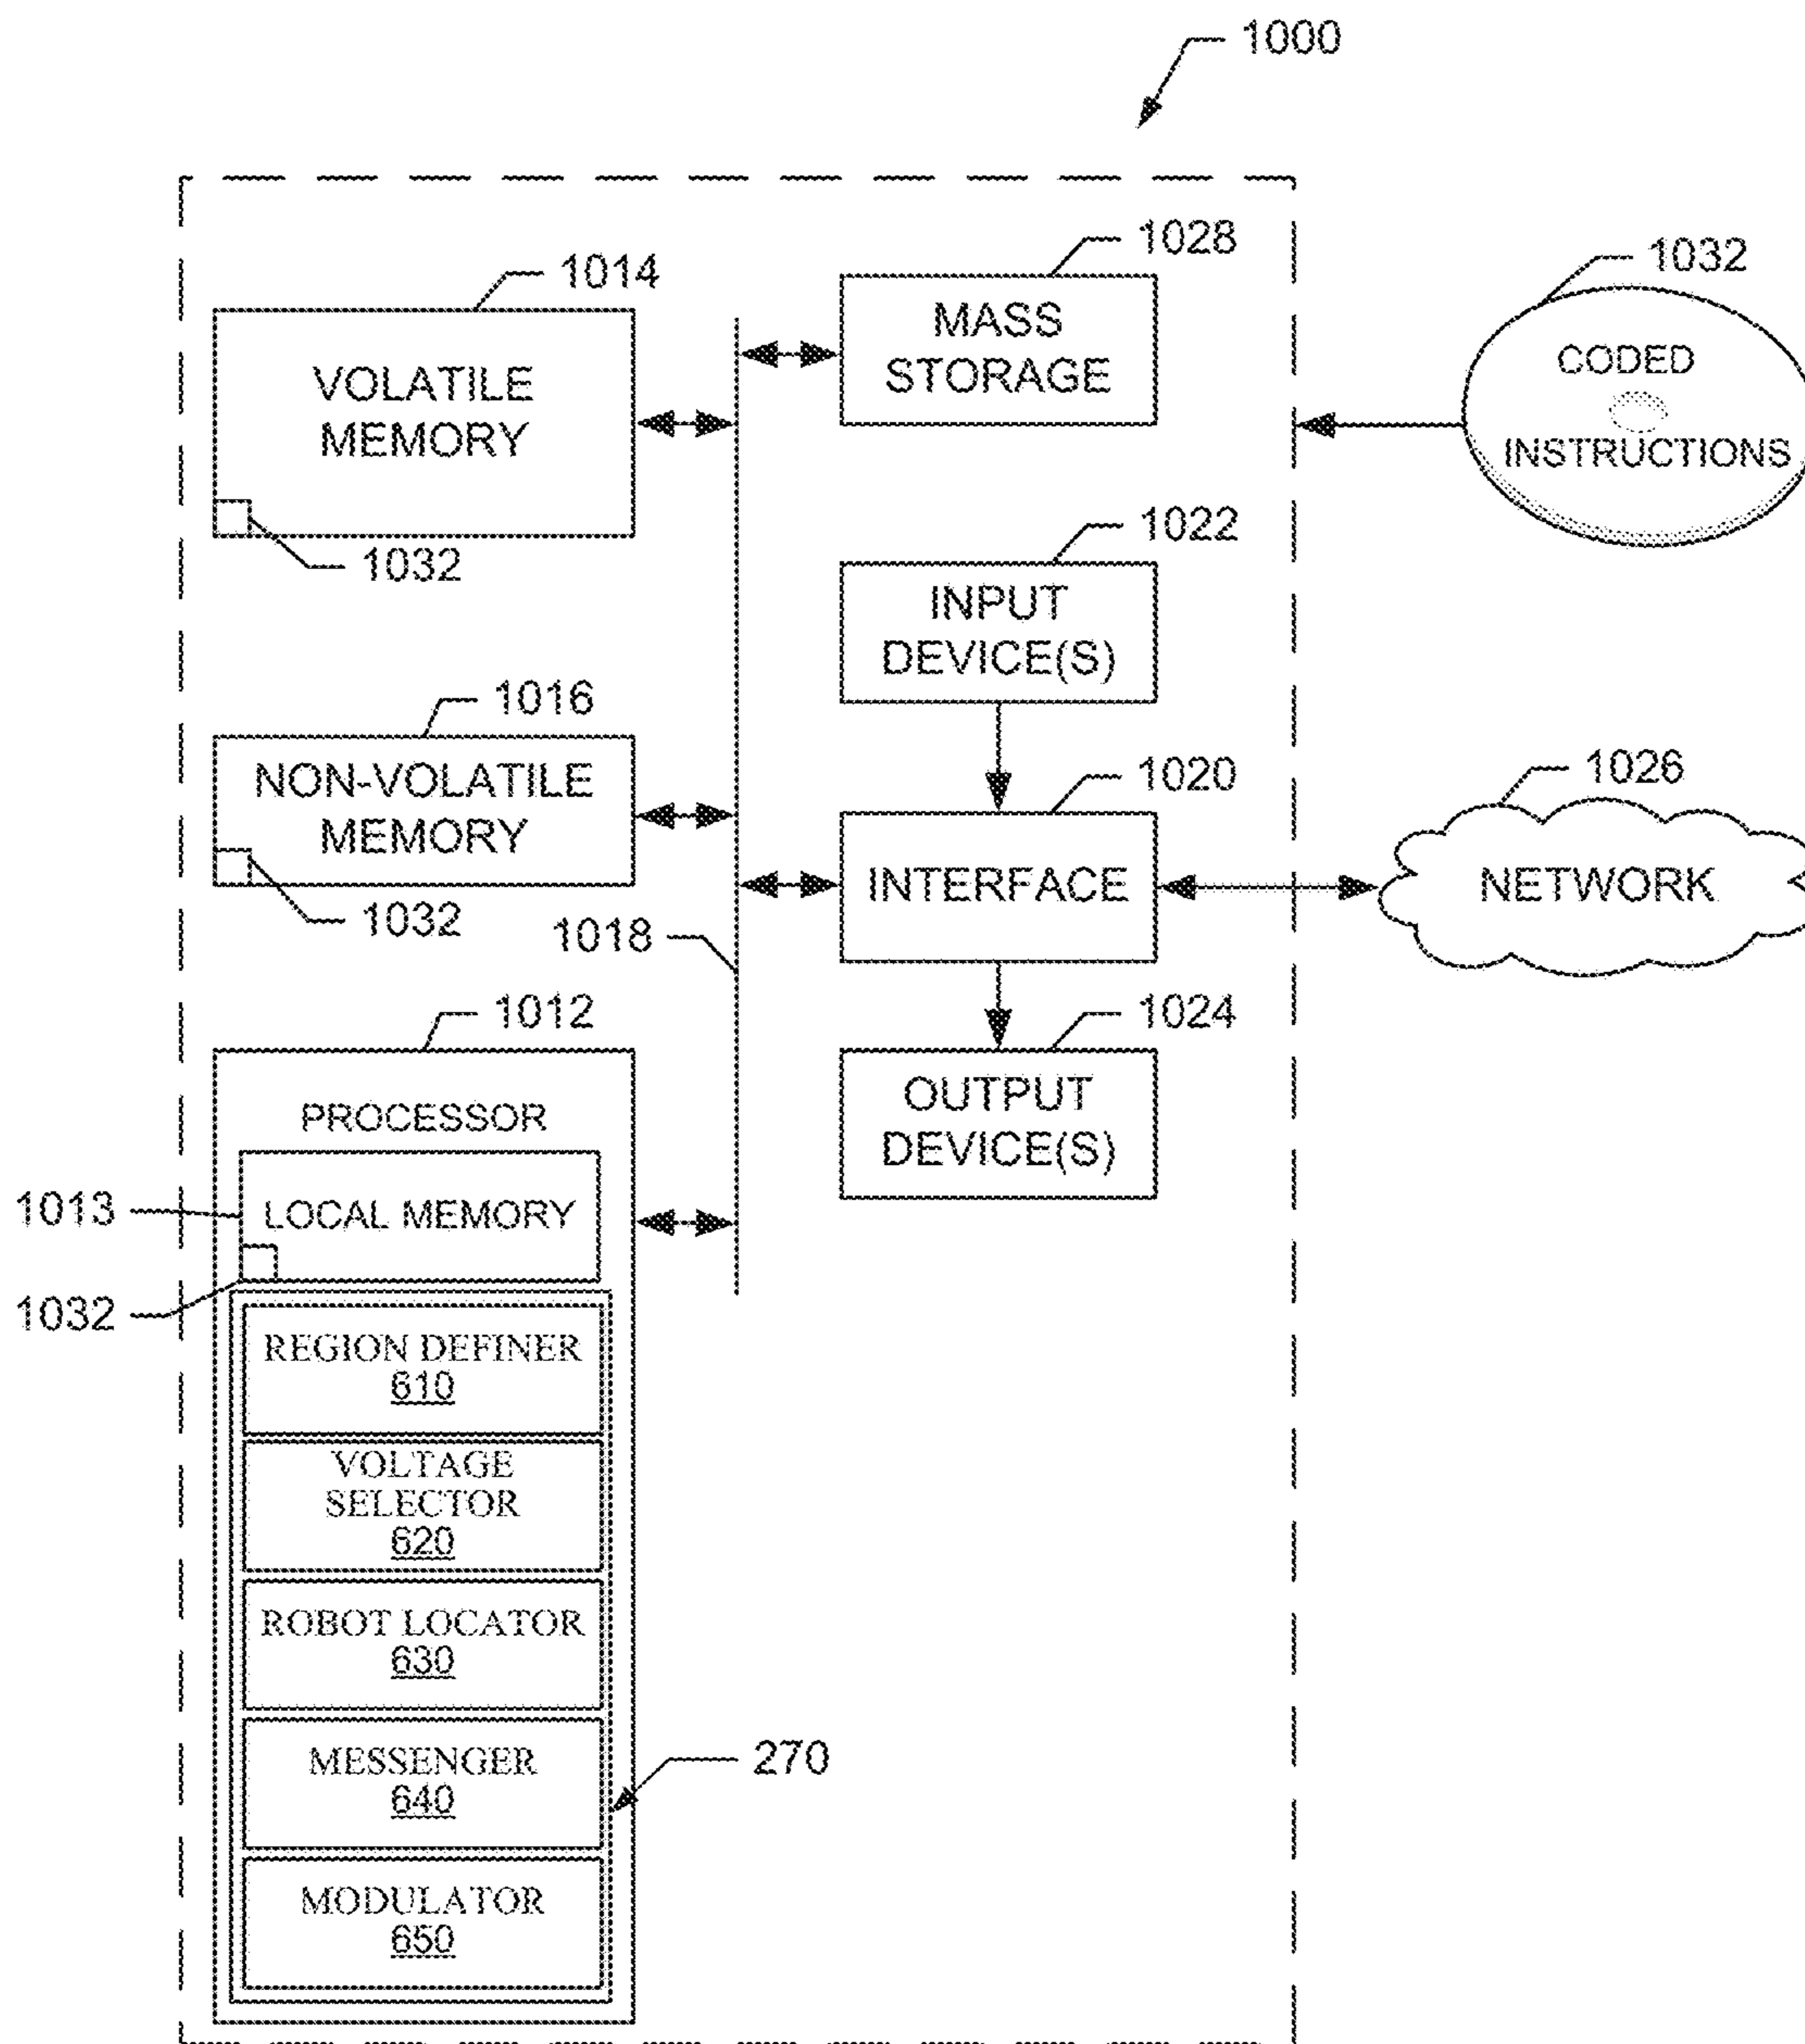 1000
1028
MASS
STORAGE
1014
VOLATILE
MEMORY
1032
1032
CODED
INSTRUCTIONS
1022
INPUT
DEVICE(S)
1016
NON-VOLATILE
MEMORY
1032
1018
1020
INTERFACE
1026
NETWORK
1012
PROCESSOR
1013
LOCAL MEMORY
1032
1024
OUTPUT
DEVICE(S)
REGION DEFINER
610
VOLTAGE
SELECTOR
620
ROBOT LOCATOR
630
MESSENGER
640
270
MODULATOR
650